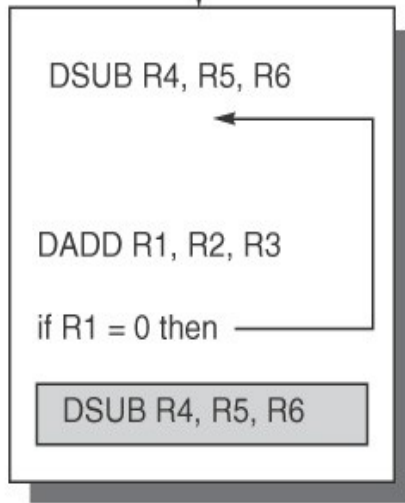 DSUB R4, R5, R6
DADD R1, R2, R3
if R1 = 0 then
DSUB R4, R5, R6